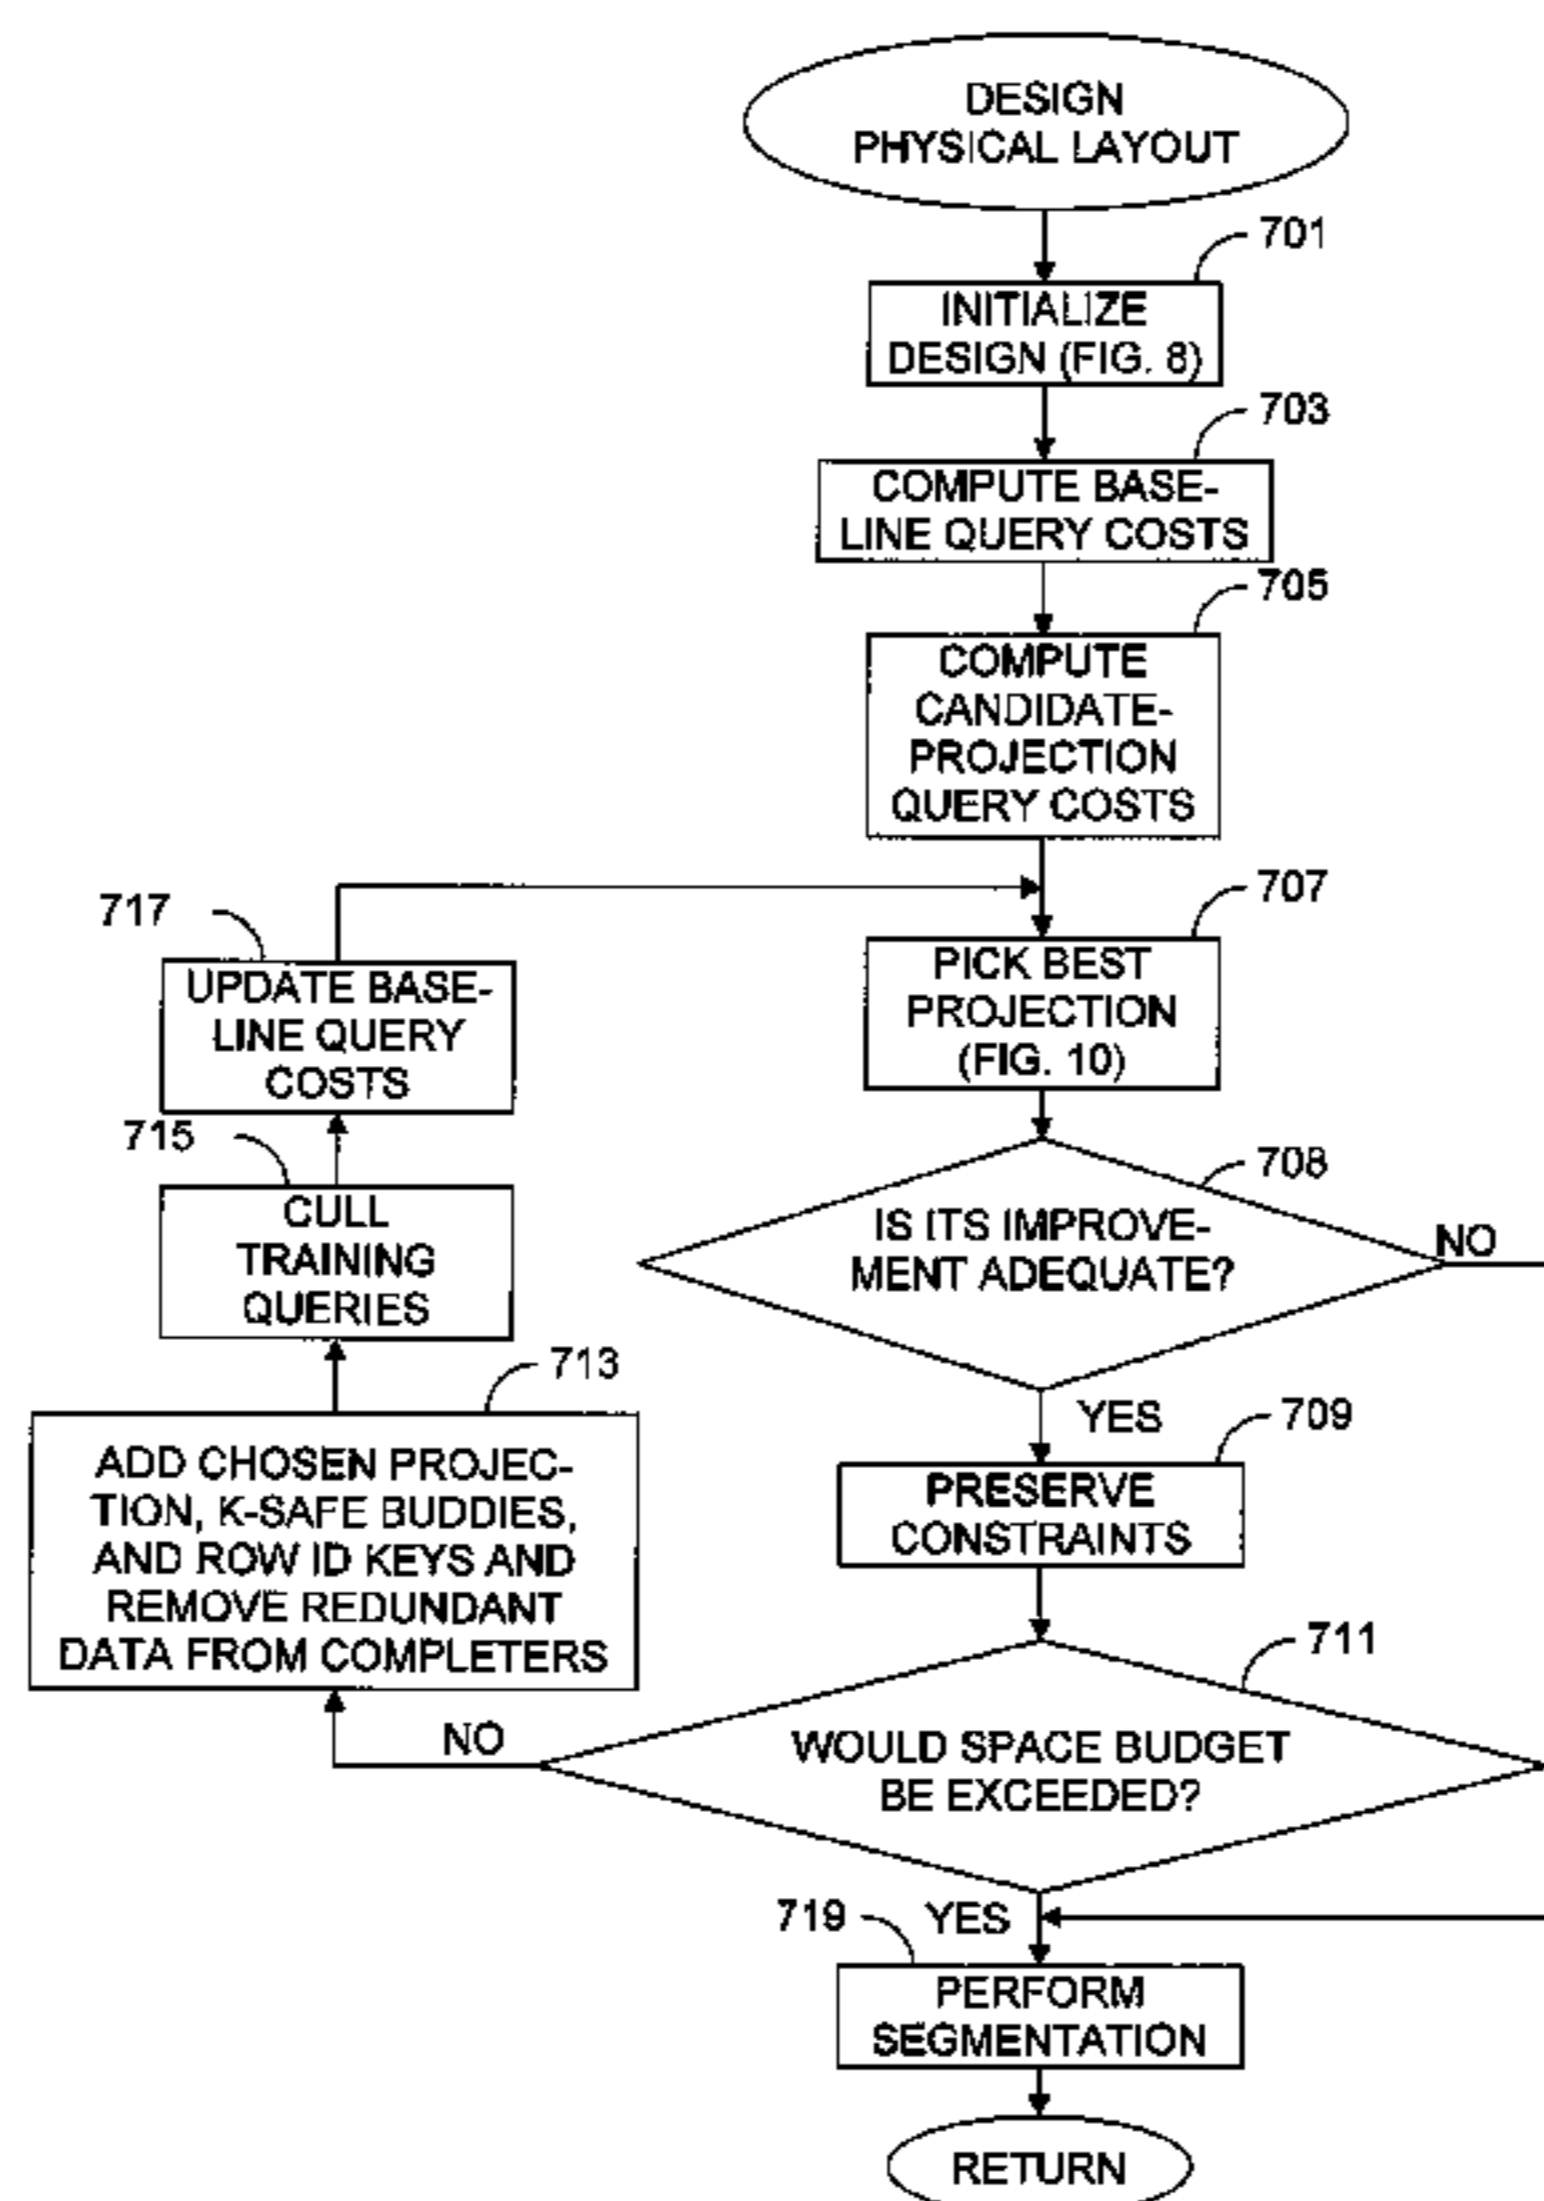 DESIGN
PHYSICAL LAYOUT
701
INITIALIZE
DESIGN (FIG. 8)
703
COMPUTE BASE-
LINE QUERY COSTS
705
COMPUTE
CANDIDATE-
PROJECTION
QUERY COSTS
707
PICK BEST
PROJECTION
(FIG. 10)
708
IS ITS IMPROVE-
MENT ADEQUATE?
NO
YES
709
PRESERVE
CONSTRAINTS
711
WOULD SPACE BUDGET
BE EXCEEDED?
NO
713
ADD CHOSEN PROJEC-
TION, K-SAFE BUDDIES,
AND ROW ID KEYS AND
REMOVE REDUNDANT
DATA FROM COMPLETERS
715
CULL
TRAINING
QUERIES
717
UPDATE BASE-
LINE QUERY
COSTS
YES
719
PERFORM
SEGMENTATION
RETURN